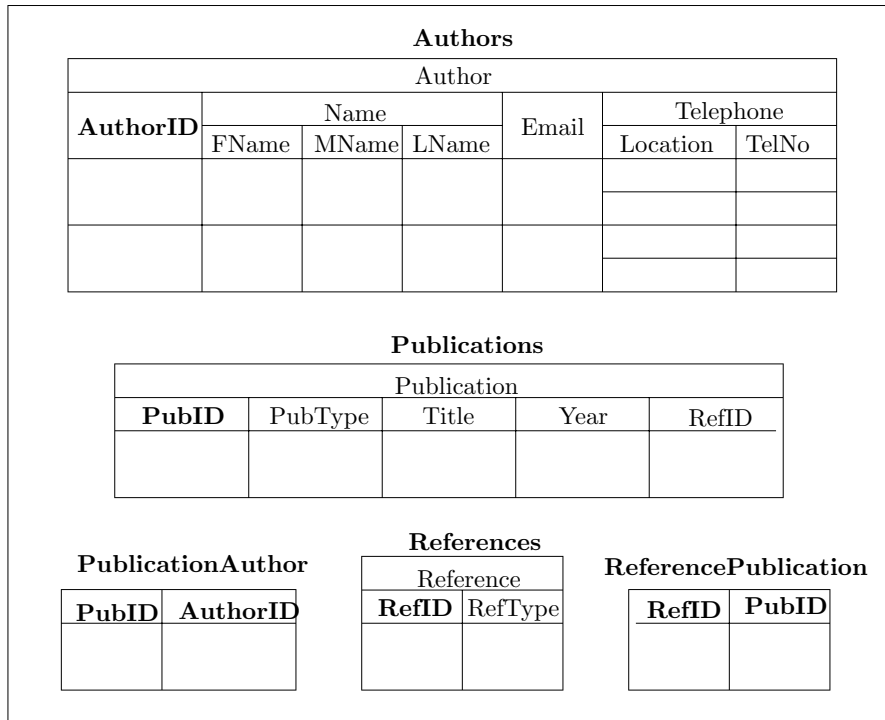 Authors
Author
AuthorID Name Email Telephone
FName MName LName Location TelNo
Publications
Publication
PubID PubType Title Year RefID
PublicationAuthor
PubID AuthorID
References
Reference
RefID RefType
ReferencePublication
RefID PubID